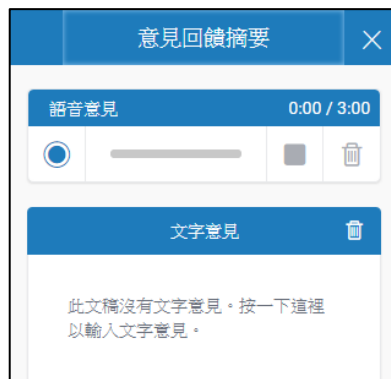 意見回饋摘要
語音意見 0:00 / 3:00
文字意見
此文稿沒有文字意見。按一下這裡
以輸入文字意見。